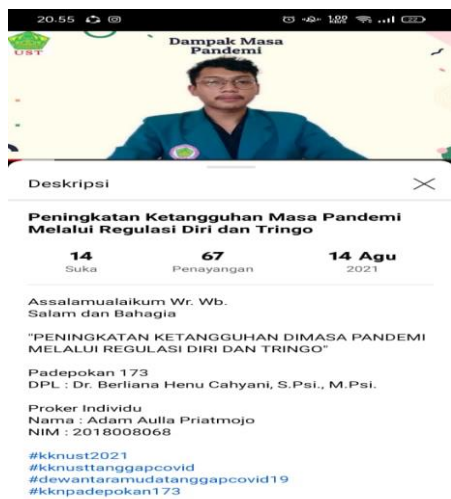 20.55
1,00
22
UST
Dampak Masa
Pandemi
Deskripsi
Peningkatan Ketangguhan Masa Pandemi
Melalui Regulasi Diri dan Tringo
14 67 14 Agu
Suka Penayangan 2021
Assalamualaikum Wr. Wb.
Salam dan Bahagia
"PENINGKATAN KETANGGUHAN DIMASA PANDEMI
MELALUI REGULASI DIRI DAN TRINGO"
Padepokan 173
DPL : Dr. Berliana Henu Cahyani, S.Psi., M.Psi.
Proker Individu
Nama : Adam Aulla Priatmojo
NIM : 2018008068
#kknust2021
#kknusttanggapcovid
#dewantaramudatanggapcovid19
#kknpadepokan173